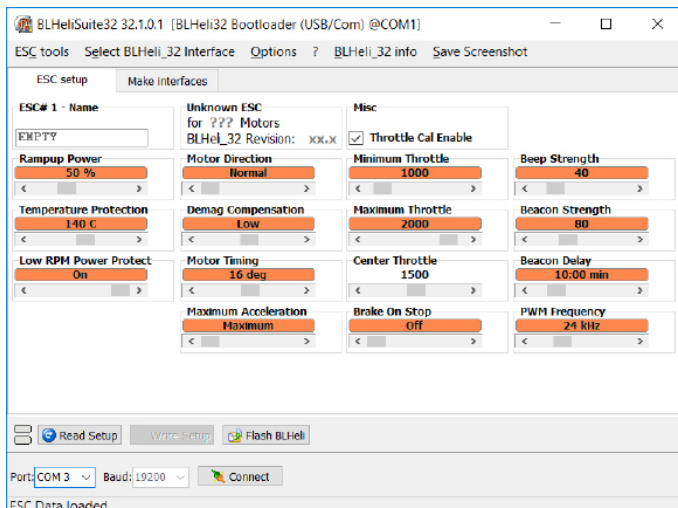 BLHeliSuite32 32.1.0.1 [BLHeli32 Bootloader (USB/Com) @COM1]
ESC tools Select BLHeli_32 Interface Options ? BLHeli_32 info Save Screenshot
ESC setup Make interfaces
ESC# 1 - Name Unknown ESC Misc
for ??? Motors
EMPTY BLHeli_32 Revision: xx.x Throttle Cal Enable
Rampup Power Motor Direction Minimum Throttle Beep Strength
50 % Normal 1000 40
Temperature Protection Demag Compensation Maximum Throttle Beacon Strength
140 C Low 2000 80
Low RPM Power Protect Motor Timing Center Throttle Beacon Delay
On 16 deg 1500 10:00 min
Maximum Acceleration Brake On Stop PWM Frequency
Maximum Off 24 kHz
Read Setup Write Setup Flash BLHeli
Port: COM 3 Baud: 19200 Connect
ESC Data loaded